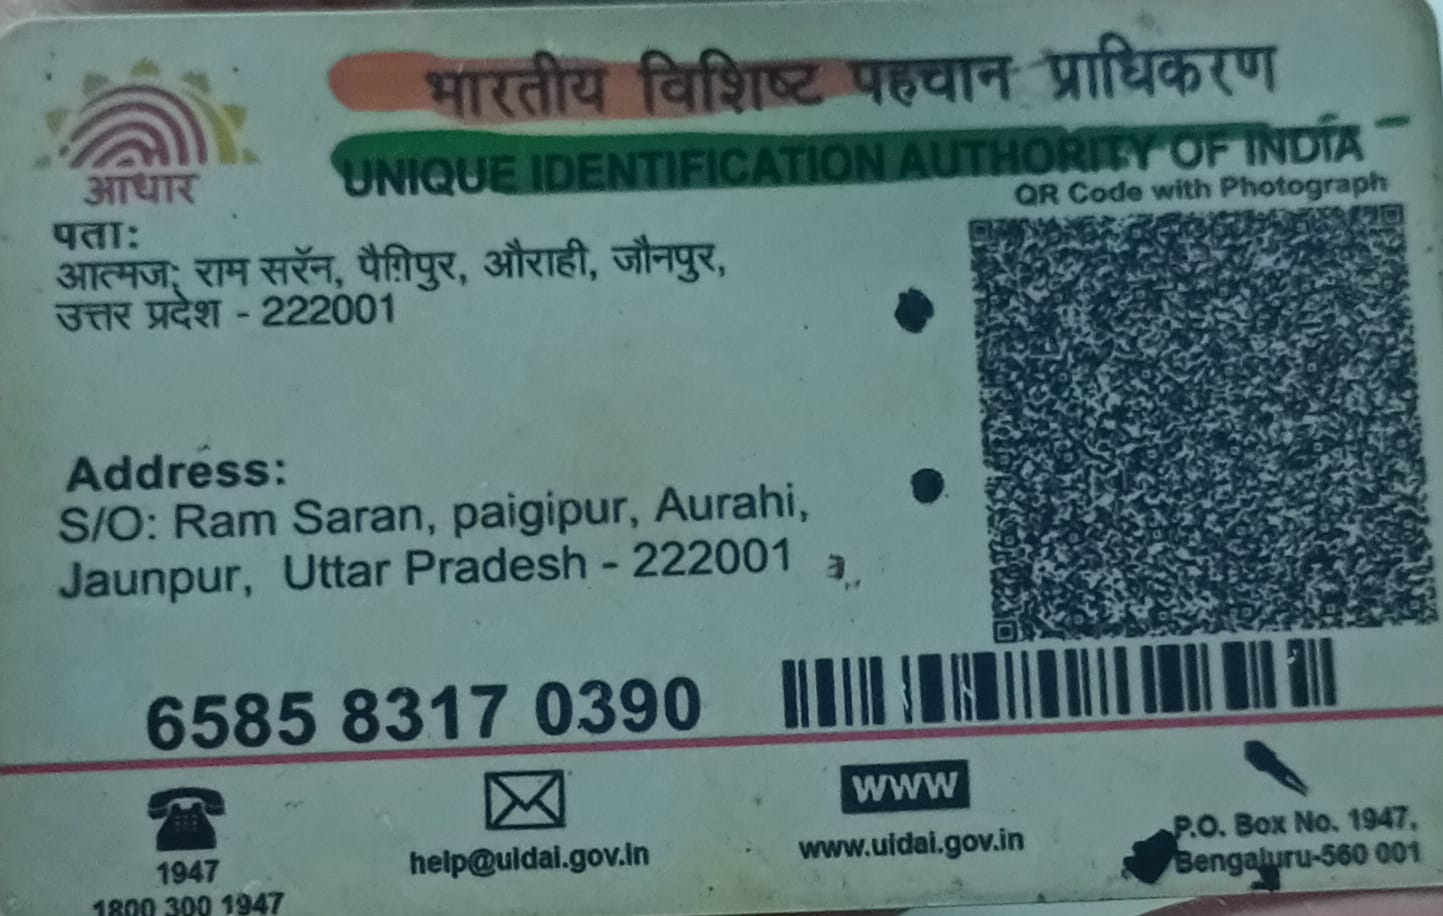 भारतीय विशिष्ट पहचान प्राधिकरण
UNIQUE IDENTIFICATION AUTHORITY OF INDIA
आधार
QR Code with Photograph
पता:
आत्मज: राम सरॅन, पैग़िपुर, औराही, जौनपुर,
उत्तर प्रदेश - 222001
Address:
S/O: Ram Saran, paigipur, Aurahi,
Jaunpur, Uttar Pradesh - 222001
6585 8317 0390
1947
1800 300 1947
help@uidai.gov.in
www
www.uidai.gov.in
P.O. Box No. 1947,
Bengaluru-560 001